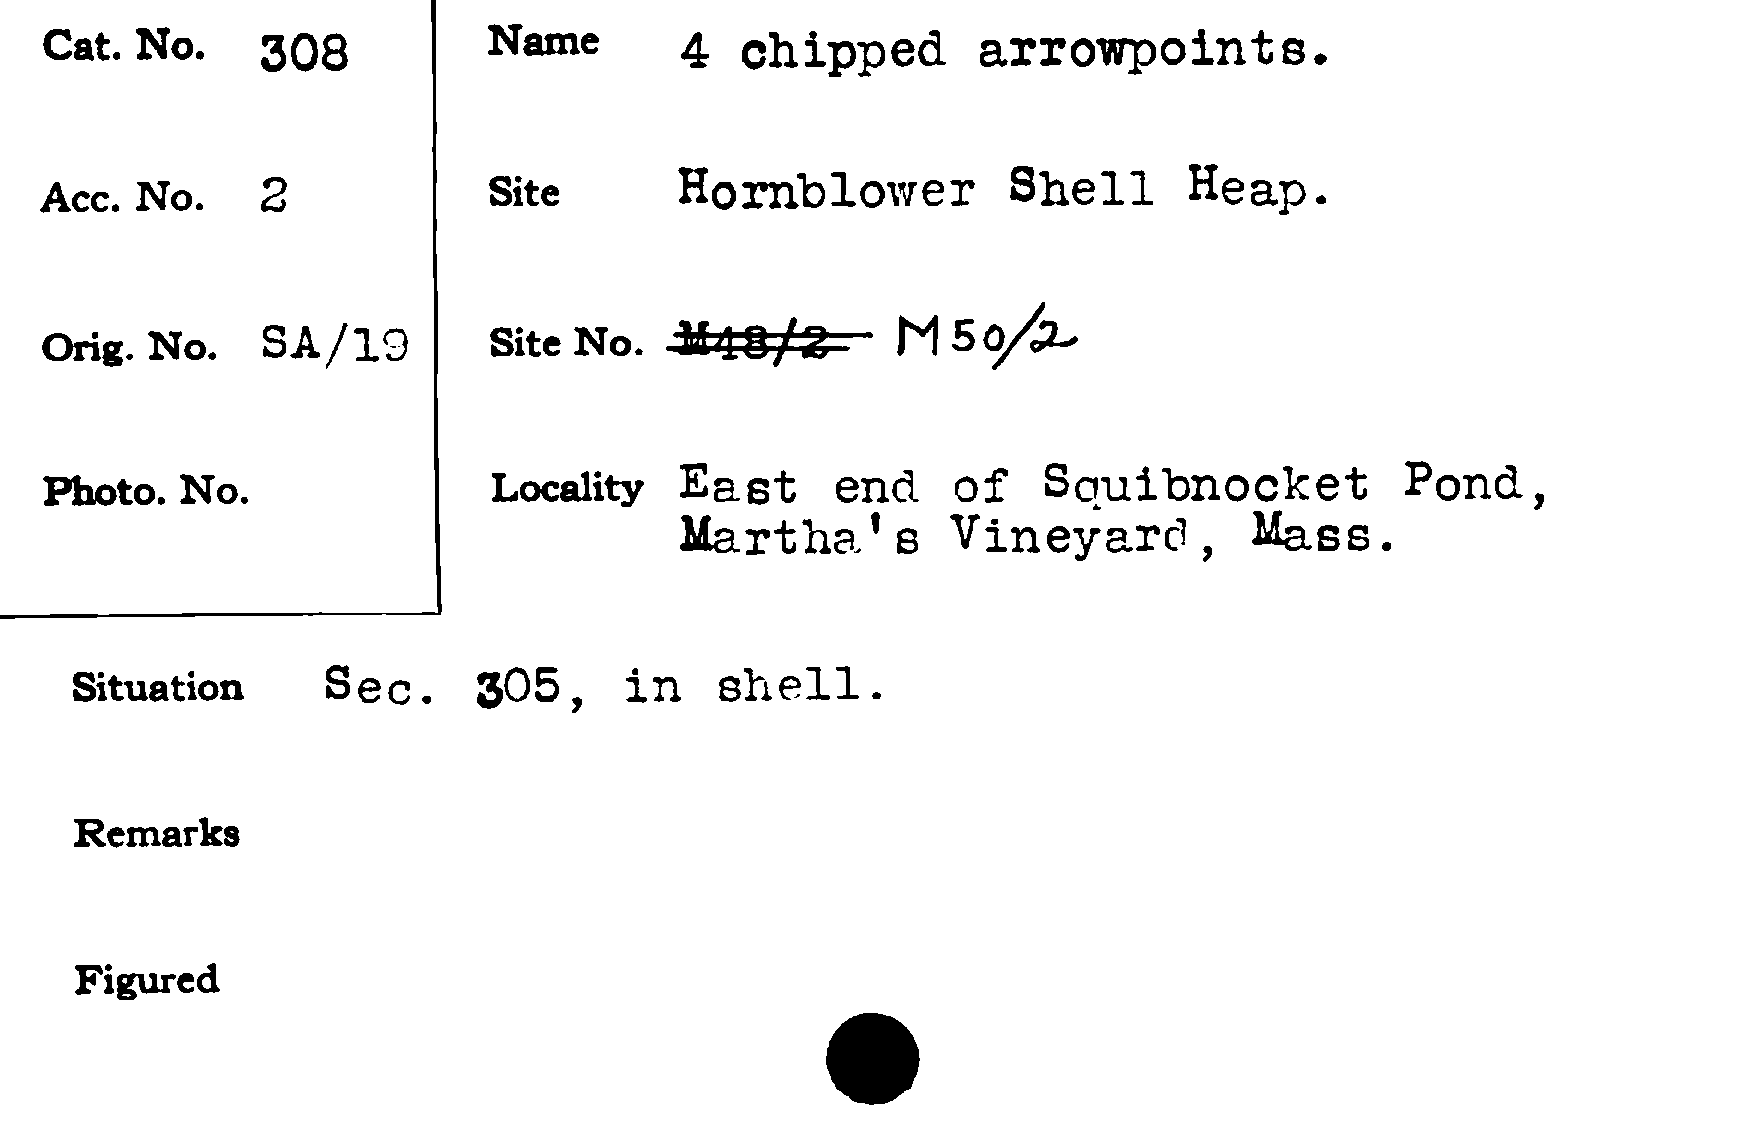 Cat. No. 308
Name 4 chipped arrowpoints.
Acc. No. 2
Site Hornblower Shell Heap.
Orig. No. SA/19
Site No. M48/2 M50/2
Photo. No.
Locality East end of Squibnocket Pond,
Martha's Vineyard, Mass.
Situation Sec. 305, in shell.
Remarks
Figured